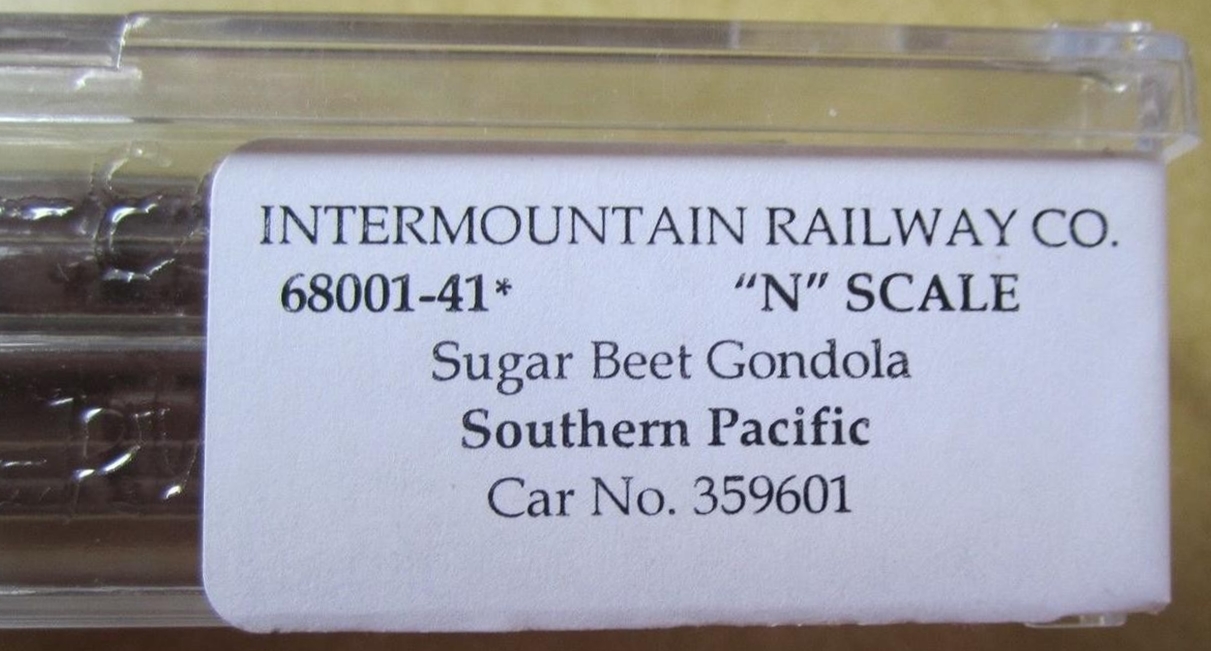 INTERMOUNTAIN RAILWAY CO.
68001-41* “N” SCALE
Sugar Beet Gondola
Southern Pacific
Car No. 359601